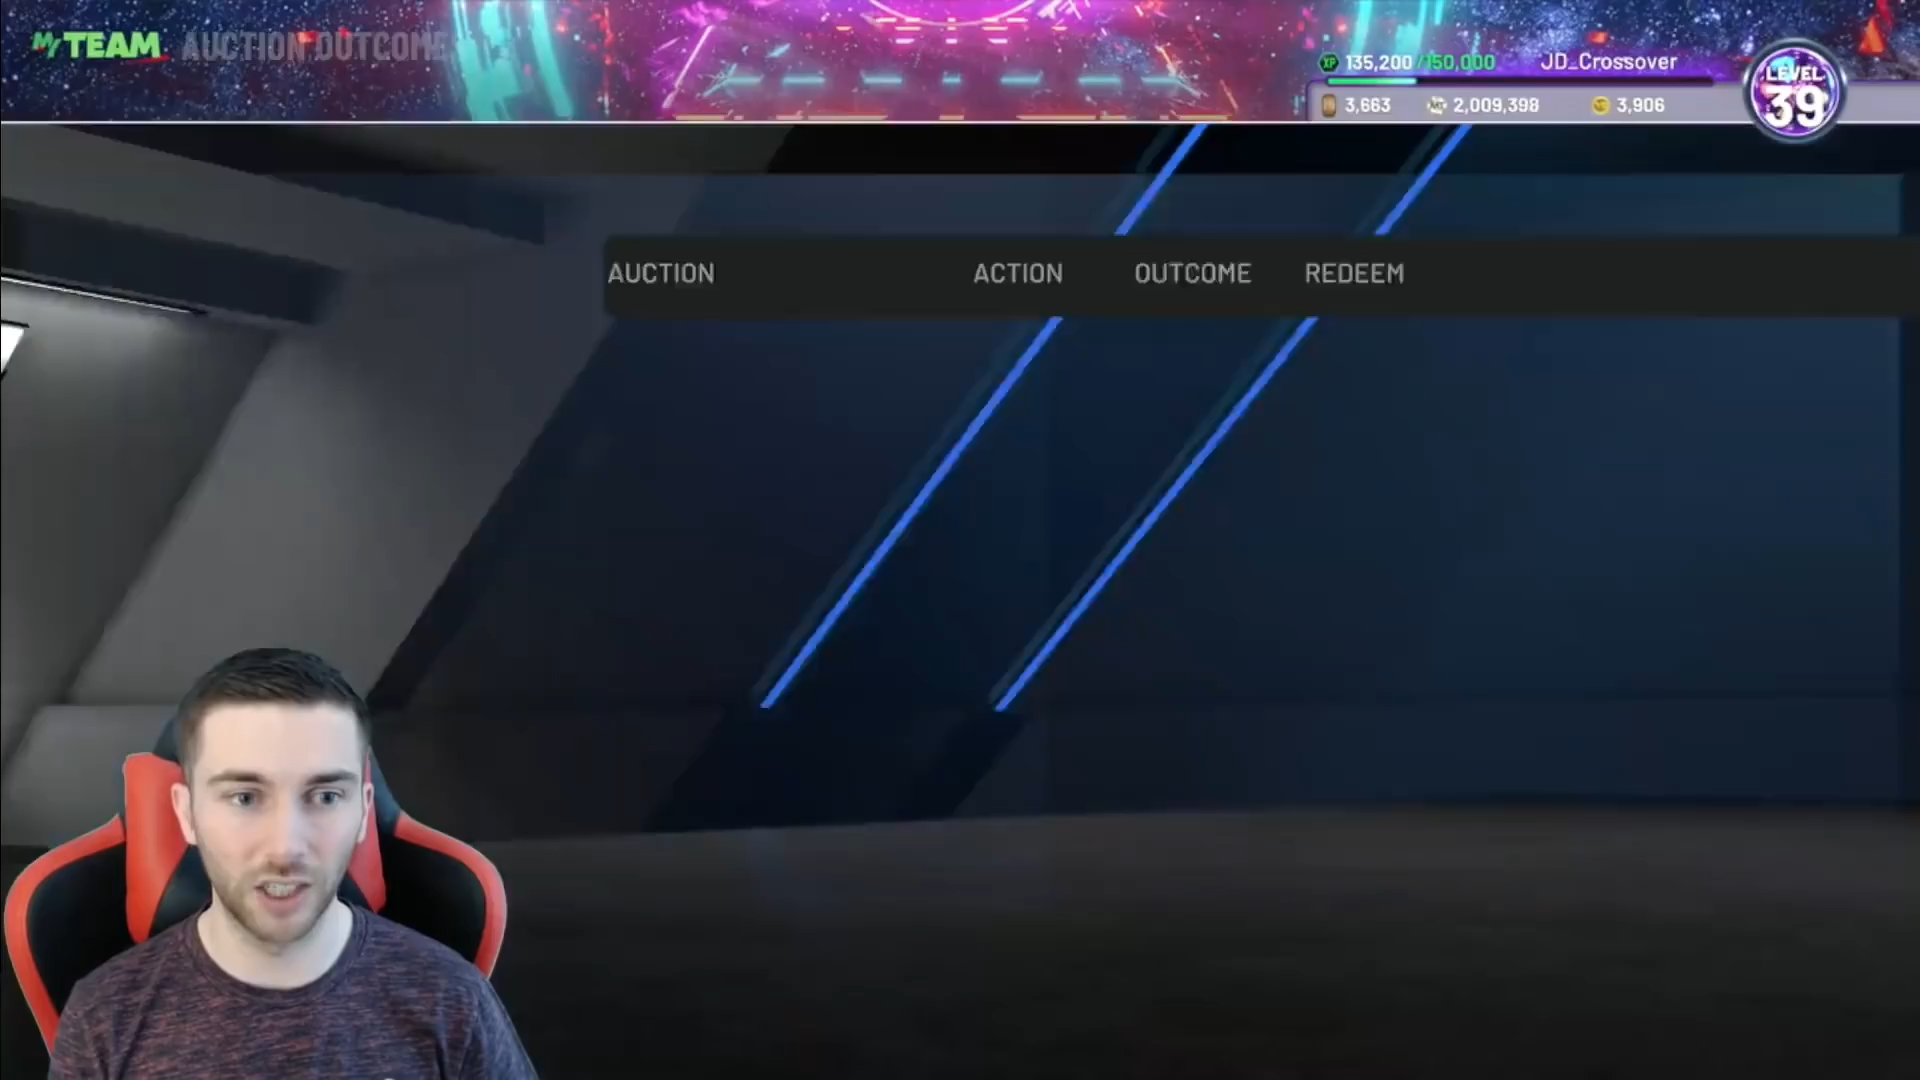 MyTEAM AUCTION OUTCOME
XP 135,200/150,000 JD_Crossover
3,663 2,009,398 3,906
LEVEL
39
AUCTION ACTION OUTCOME REDEEM